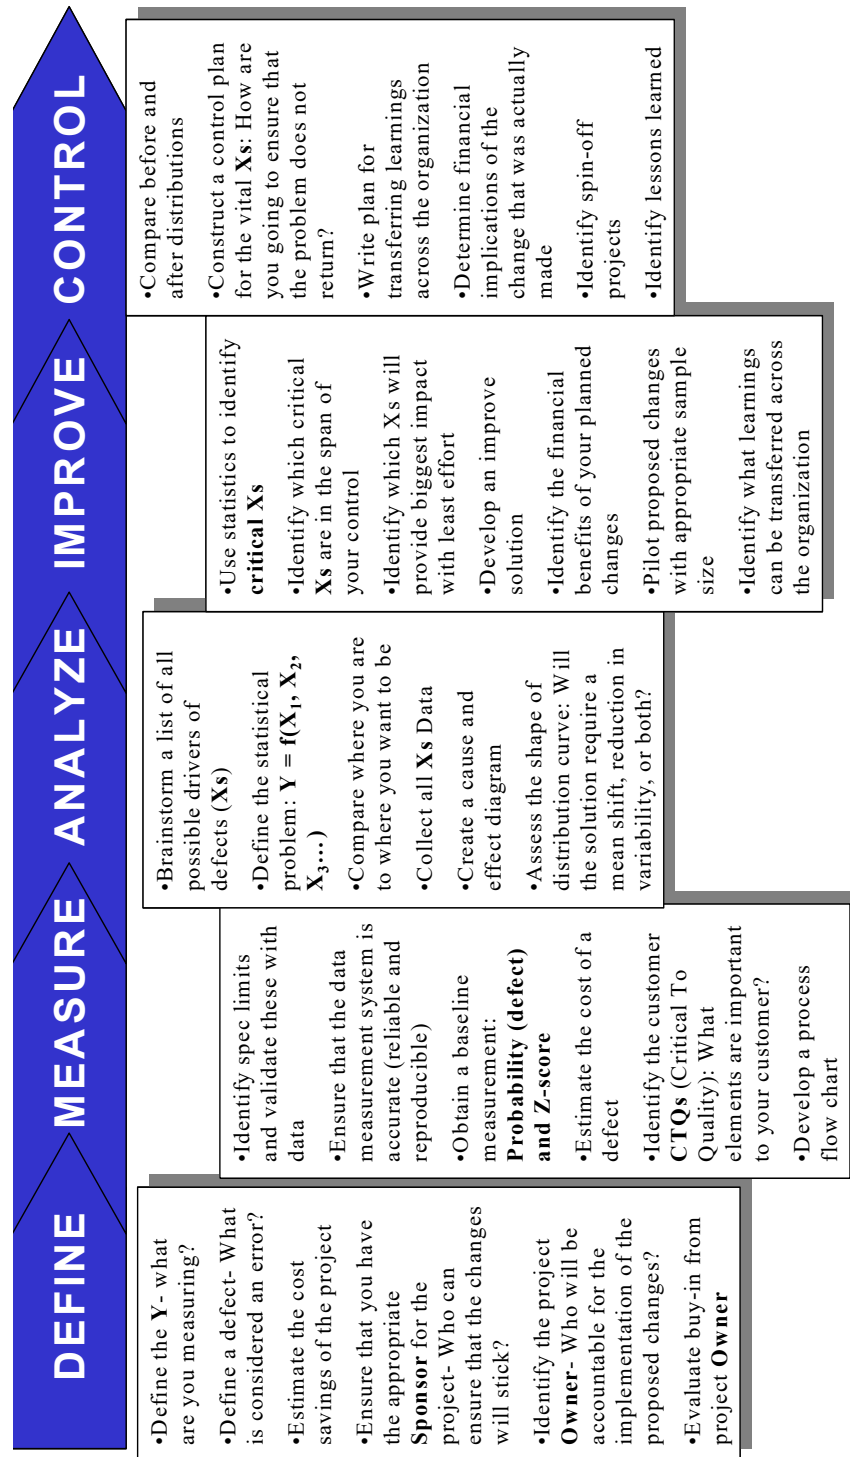 DEFINE
MEASURE
ANALYZE
IMPROVE
CONTROL
•Define the Y- what
are you measuring?
•Define a defect- What
is considered an error?
•Estimate the cost
savings of the project
•Ensure that you have
the appropriate
Sponsor for the
project- Who can
ensure that the changes
will stick?
•Identify the project
Owner- Who will be
accountable for the
implementation of the
proposed changes?
•Evaluate buy-in from
project Owner
•Identify spec limits
and validate these with
data
•Ensure that the data
measurement system is
accurate (reliable and
reproducible)
•Obtain a baseline
measurement:
Probability (defect)
and Z-score
•Estimate the cost of a
defect
•Identify the customer
CTQs (Critical To
Quality): What
elements are important
to your customer?
•Develop a process
flow chart
•Brainstorm a list of all
possible drivers of
defects (Xs)
•Define the statistical
problem: Y = f(X₁, X₂,
X₃...)
•Compare where you are
to where you want to be
•Collect all Xs Data
•Create a cause and
effect diagram
•Assess the shape of
distribution curve: Will
the solution require a
mean shift, reduction in
variability, or both?
•Use statistics to identify
critical Xs
•Identify which critical
Xs are in the span of
your control
•Identify which Xs will
provide biggest impact
with least effort
•Develop an improve
solution
•Identify the financial
benefits of your planned
changes
•Pilot proposed changes
with appropriate sample
size
•Identify what learnings
can be transferred across
the organization
•Compare before and
after distributions
•Construct a control plan
for the vital Xs: How are
you going to ensure that
the problem does not
return?
•Write plan for
transferring learnings
across the organization
•Determine financial
implications of the
change that was actually
made
•Identify spin-off
projects
•Identify lessons learned